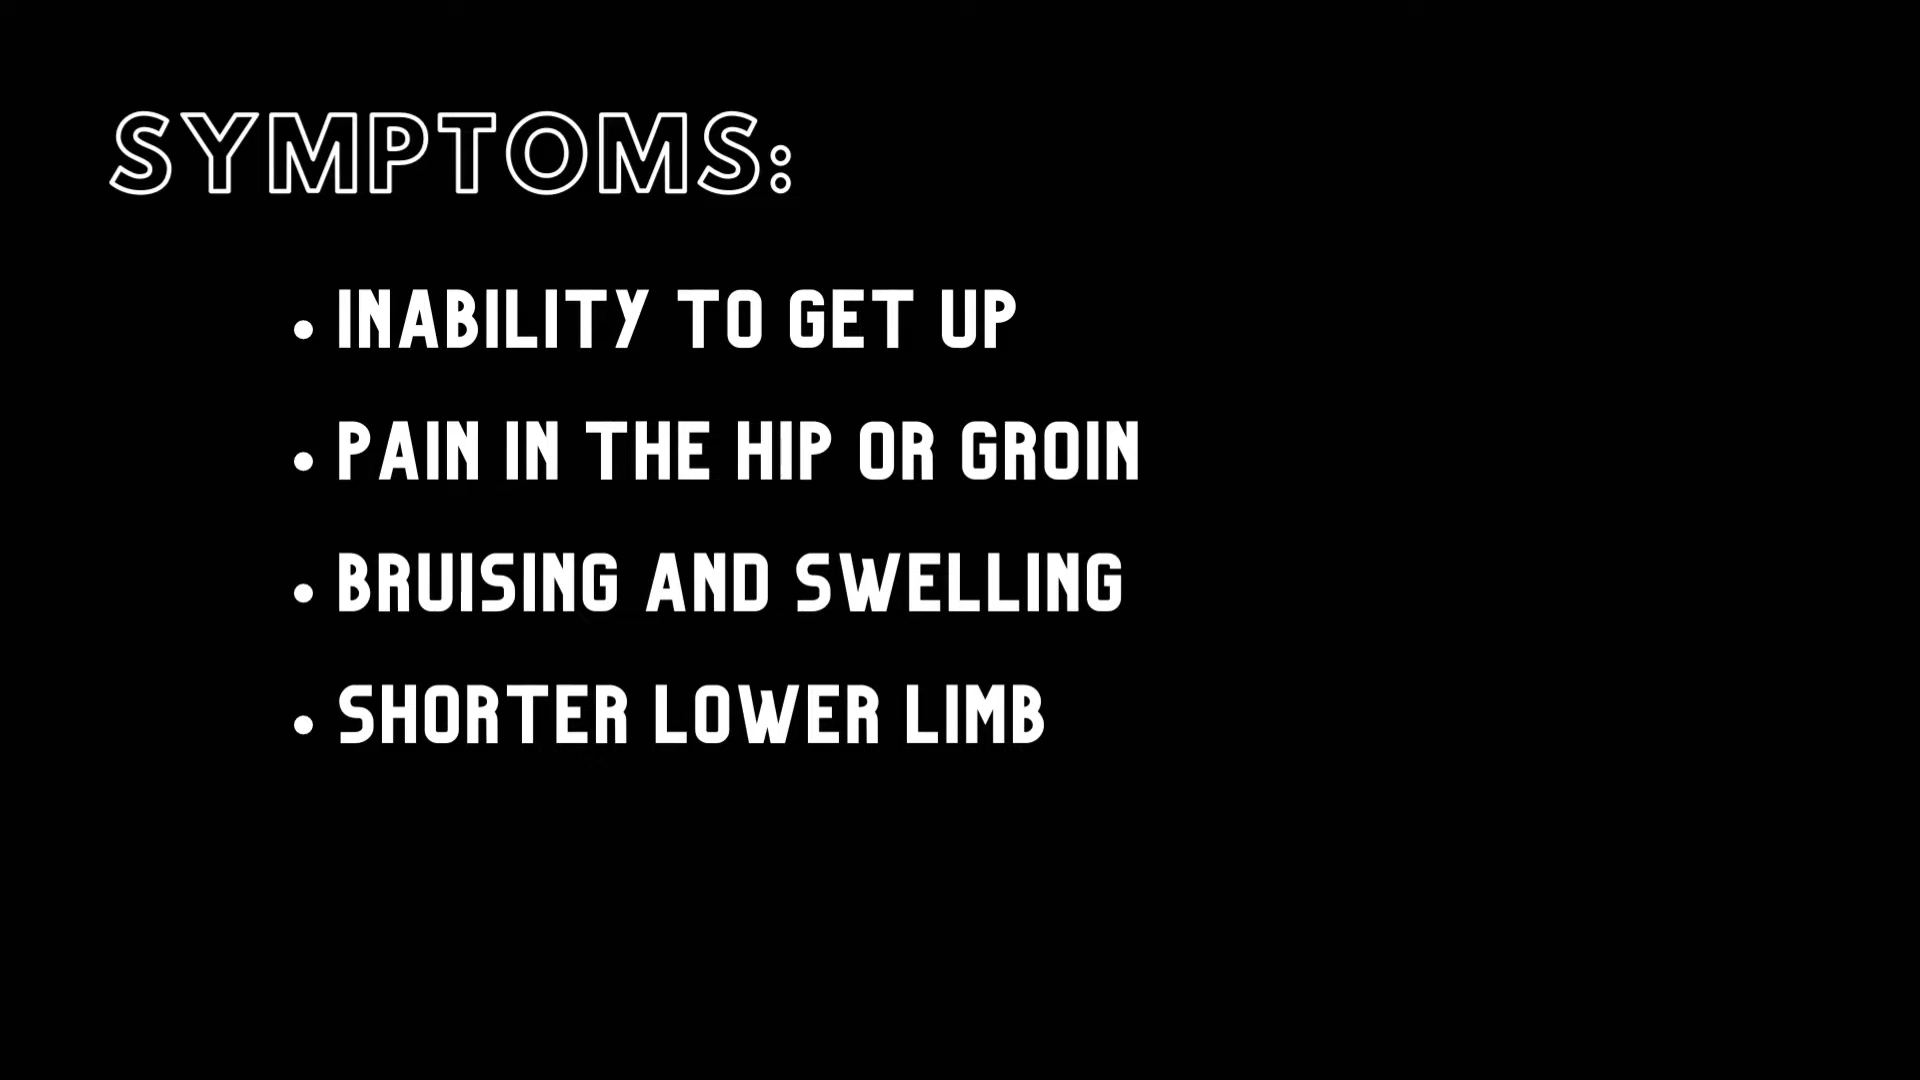 SYMPTOMS:
• INABILITY TO GET UP
• PAIN IN THE HIP OR GROIN
• BRUISING AND SWELLING
• SHORTER LOWER LIMB